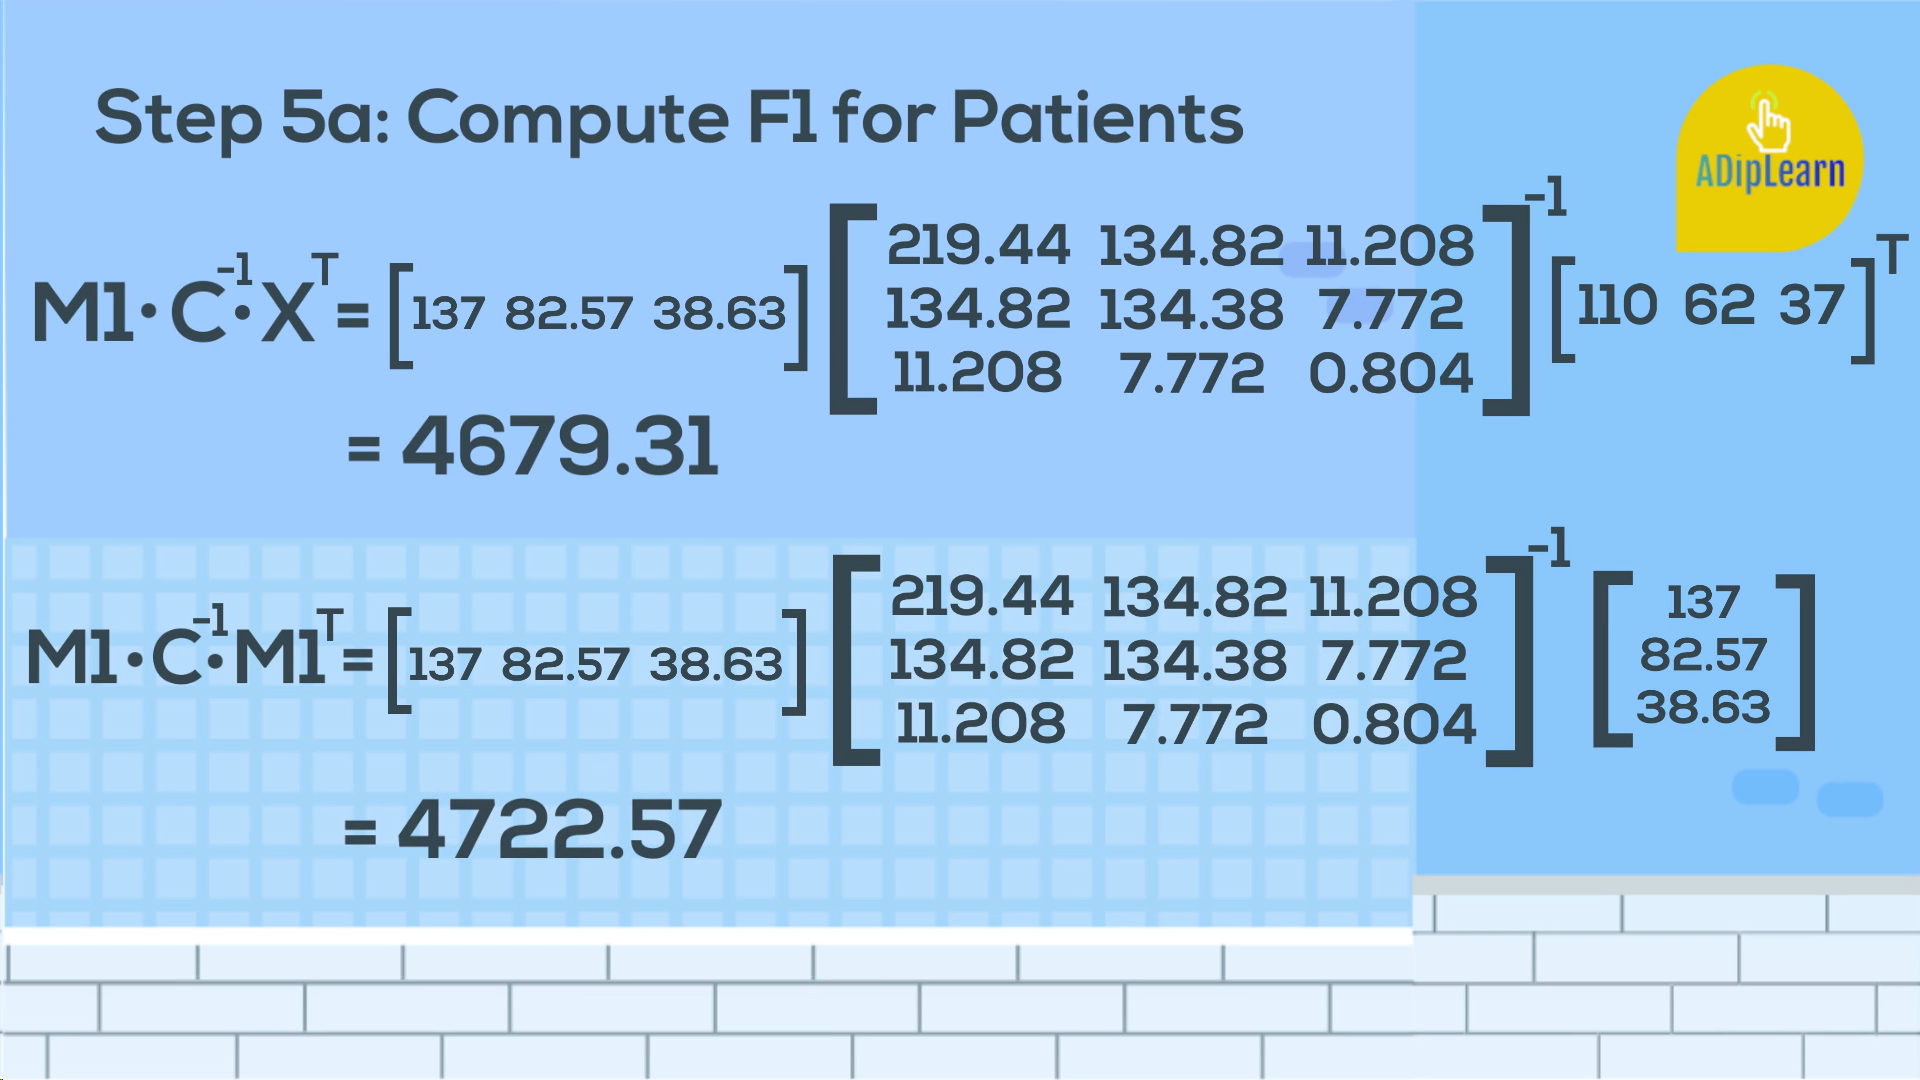 Step 5a: Compute F1 for Patients
ADipLearn
M1·C⁻¹·Xᵀ = [137 82.57 38.63] [219.44 134.82 11.208
134.82 134.38 7.772
11.208 7.772 0.804]⁻¹ [110 62 37]ᵀ
= 4679.31
M1·C⁻¹·M1ᵀ = [137 82.57 38.63] [219.44 134.82 11.208
134.82 134.38 7.772
11.208 7.772 0.804]⁻¹ [137
82.57
38.63]
= 4722.57